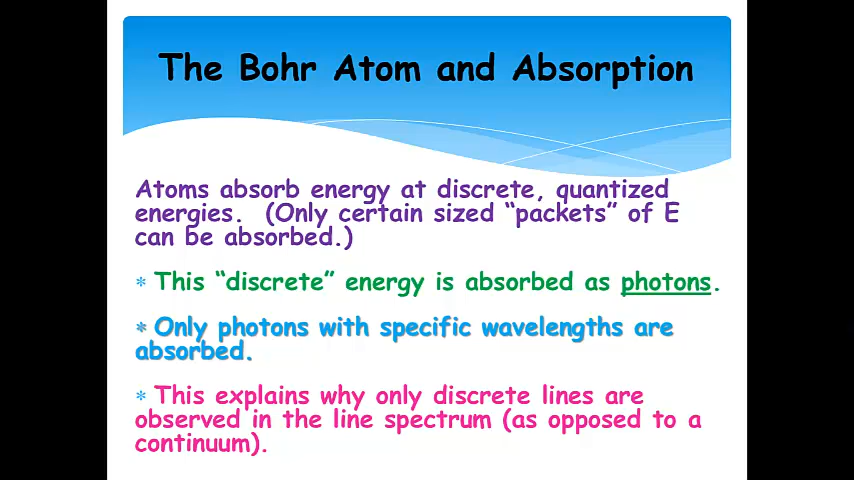 The Bohr Atom and Absorption
Atoms absorb energy at discrete, quantized
energies. (Only certain sized “packets” of E
can be absorbed.)
* This “discrete” energy is absorbed as photons.
* Only photons with specific wavelengths are
absorbed.
* This explains why only discrete lines are
observed in the line spectrum (as opposed to a
continuum).